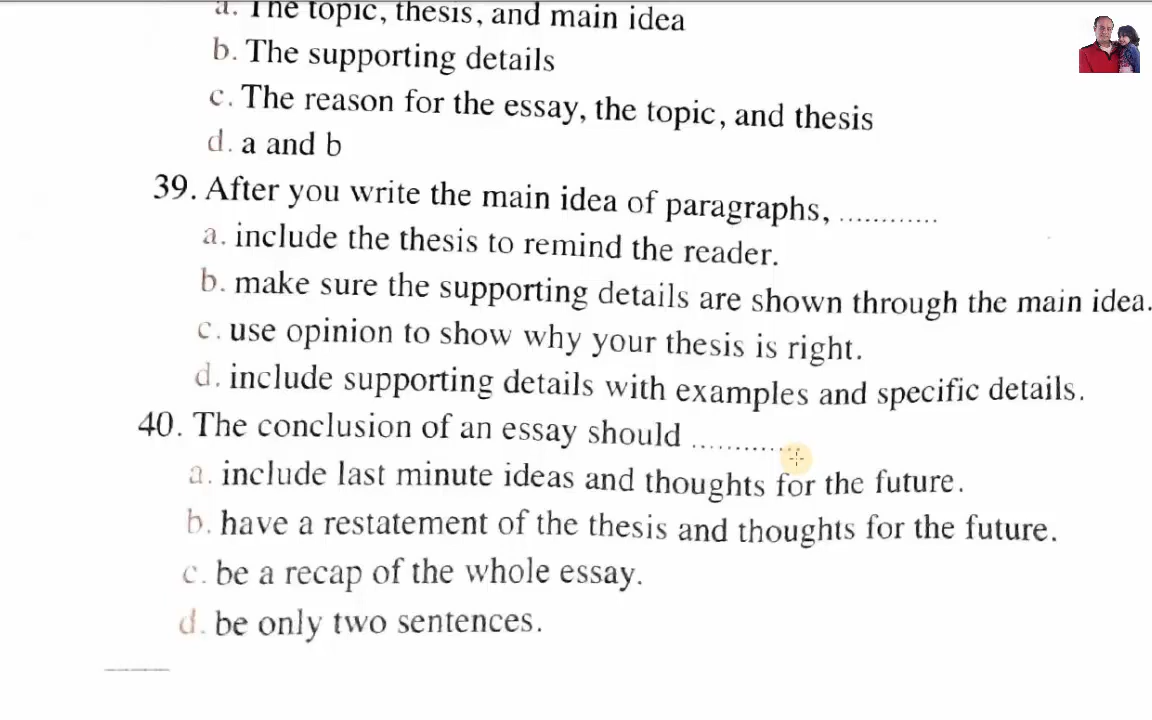 a. The topic, thesis, and main idea
b. The supporting details
c. The reason for the essay, the topic, and thesis
d. a and b
39. After you write the main idea of paragraphs, ............
a. include the thesis to remind the reader.
b. make sure the supporting details are shown through the main idea.
c. use opinion to show why your thesis is right.
d. include supporting details with examples and specific details.
40. The conclusion of an essay should .............
a. include last minute ideas and thoughts for the future.
b. have a restatement of the thesis and thoughts for the future.
c. be a recap of the whole essay.
d. be only two sentences.